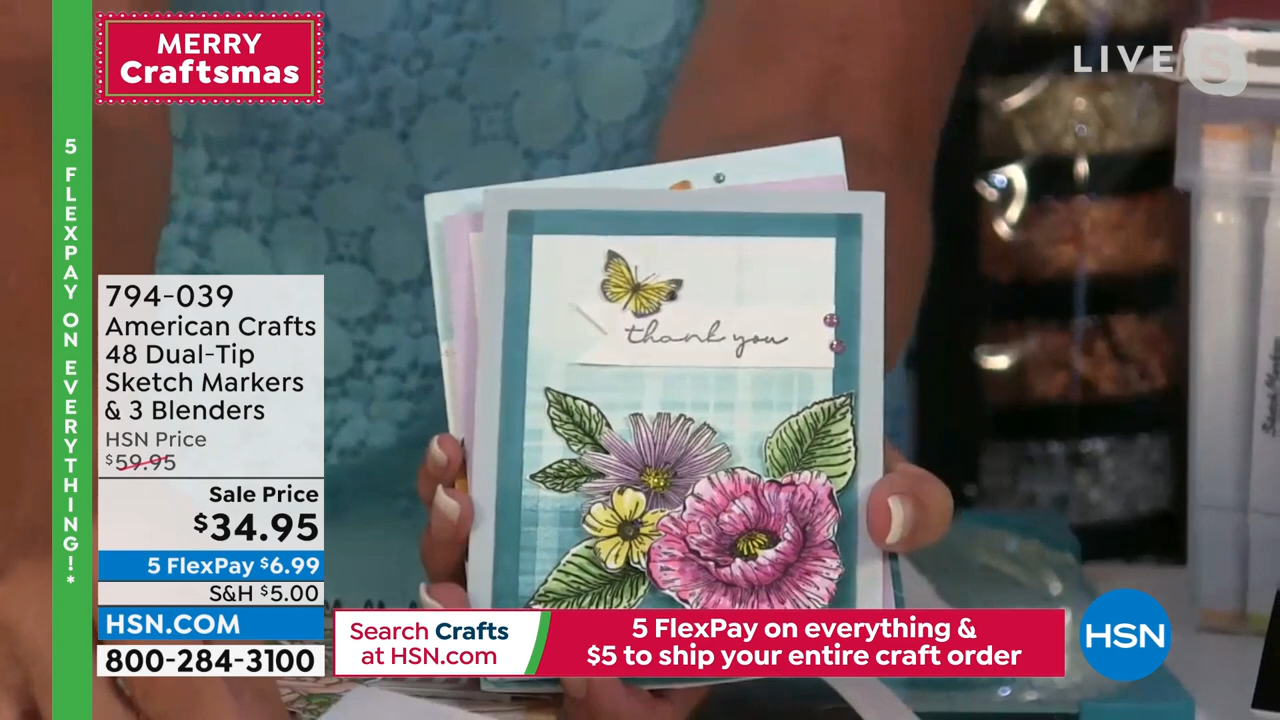 MERRY
Craftsmas
LIVE
5 FLEXPAY ON EVERYTHING!*
794-039
American Crafts
48 Dual-Tip
Sketch Markers
& 3 Blenders
HSN Price
$59.95
Sale Price
$34.95
5 FlexPay $6.99
S&H $5.00
HSN.COM
800-284-3100
thank you
Search Crafts
at HSN.com
5 FlexPay on everything &
$5 to ship your entire craft order
HSN